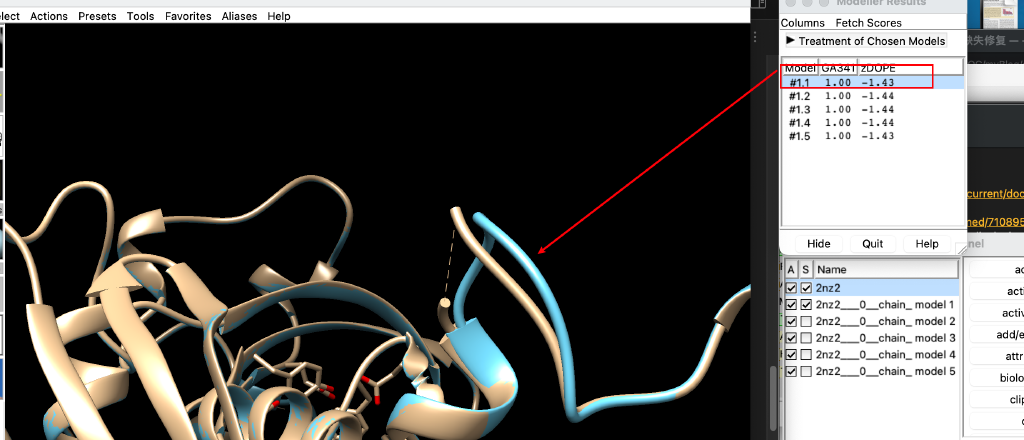 lect Actions Presets Tools Favorites Aliases Help
Modeller Results
Columns Fetch Scores
Treatment of Chosen Models
Model GA341 zDOPE
#1.1 1.00 -1.43
#1.2 1.00 -1.44
#1.3 1.00 -1.44
#1.4 1.00 -1.44
#1.5 1.00 -1.43
Hide Quit Help
A S Name
2nz2
2nz2___0__chain_ model 1
2nz2___0__chain_ model 2
2nz2___0__chain_ model 3
2nz2___0__chain_ model 4
2nz2___0__chain_ model 5
缺失修复 —
current/doc
ned/710895
nel
ac
acti
activ
add/e
attr
biolo
clip